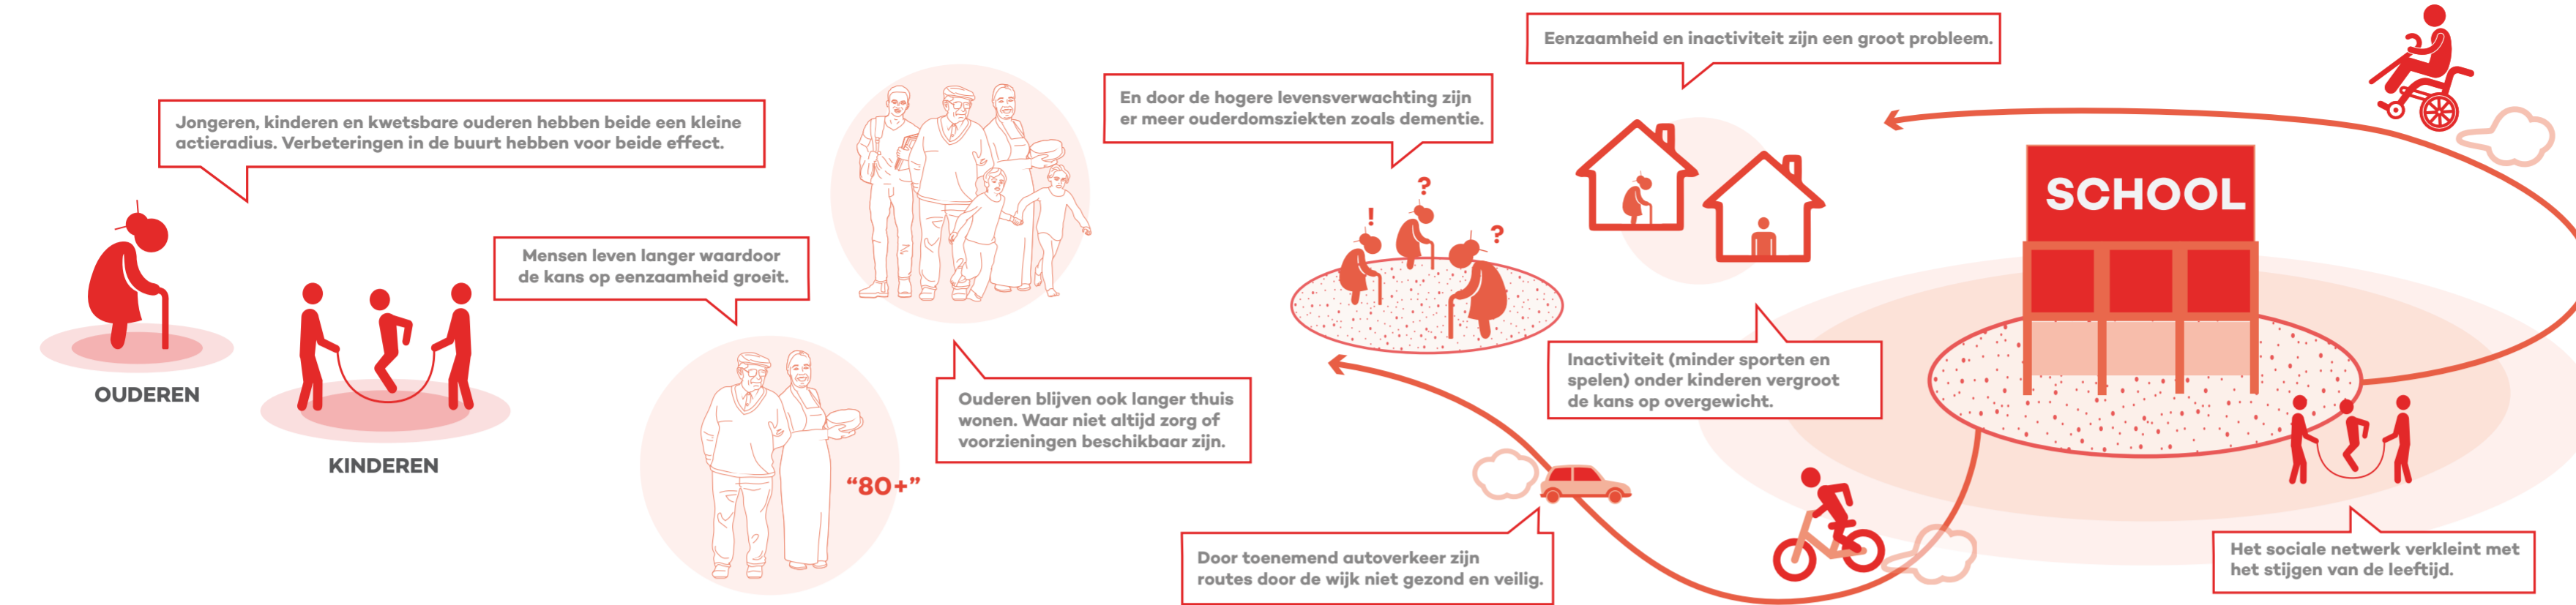 Jongeren, kinderen en kwetsbare ouderen hebben beide een kleine
actieradius. Verbeteringen in de buurt hebben voor beide effect.
OUDEREN
KINDEREN
Mensen leven langer waardoor
de kans op eenzaamheid groeit.
“80+”
Ouderen blijven ook langer thuis
wonen. Waar niet altijd zorg of
voorzieningen beschikbaar zijn.
En door de hogere levensverwachting zijn
er meer ouderdomsziekten zoals dementie.
!
?
?
Eenzaamheid en inactiviteit zijn een groot probleem.
Inactiviteit (minder sporten en
spelen) onder kinderen vergroot
de kans op overgewicht.
Door toenemend autoverkeer zijn
routes door de wijk niet gezond en veilig.
SCHOOL
Het sociale netwerk verkleint met
het stijgen van de leeftijd.